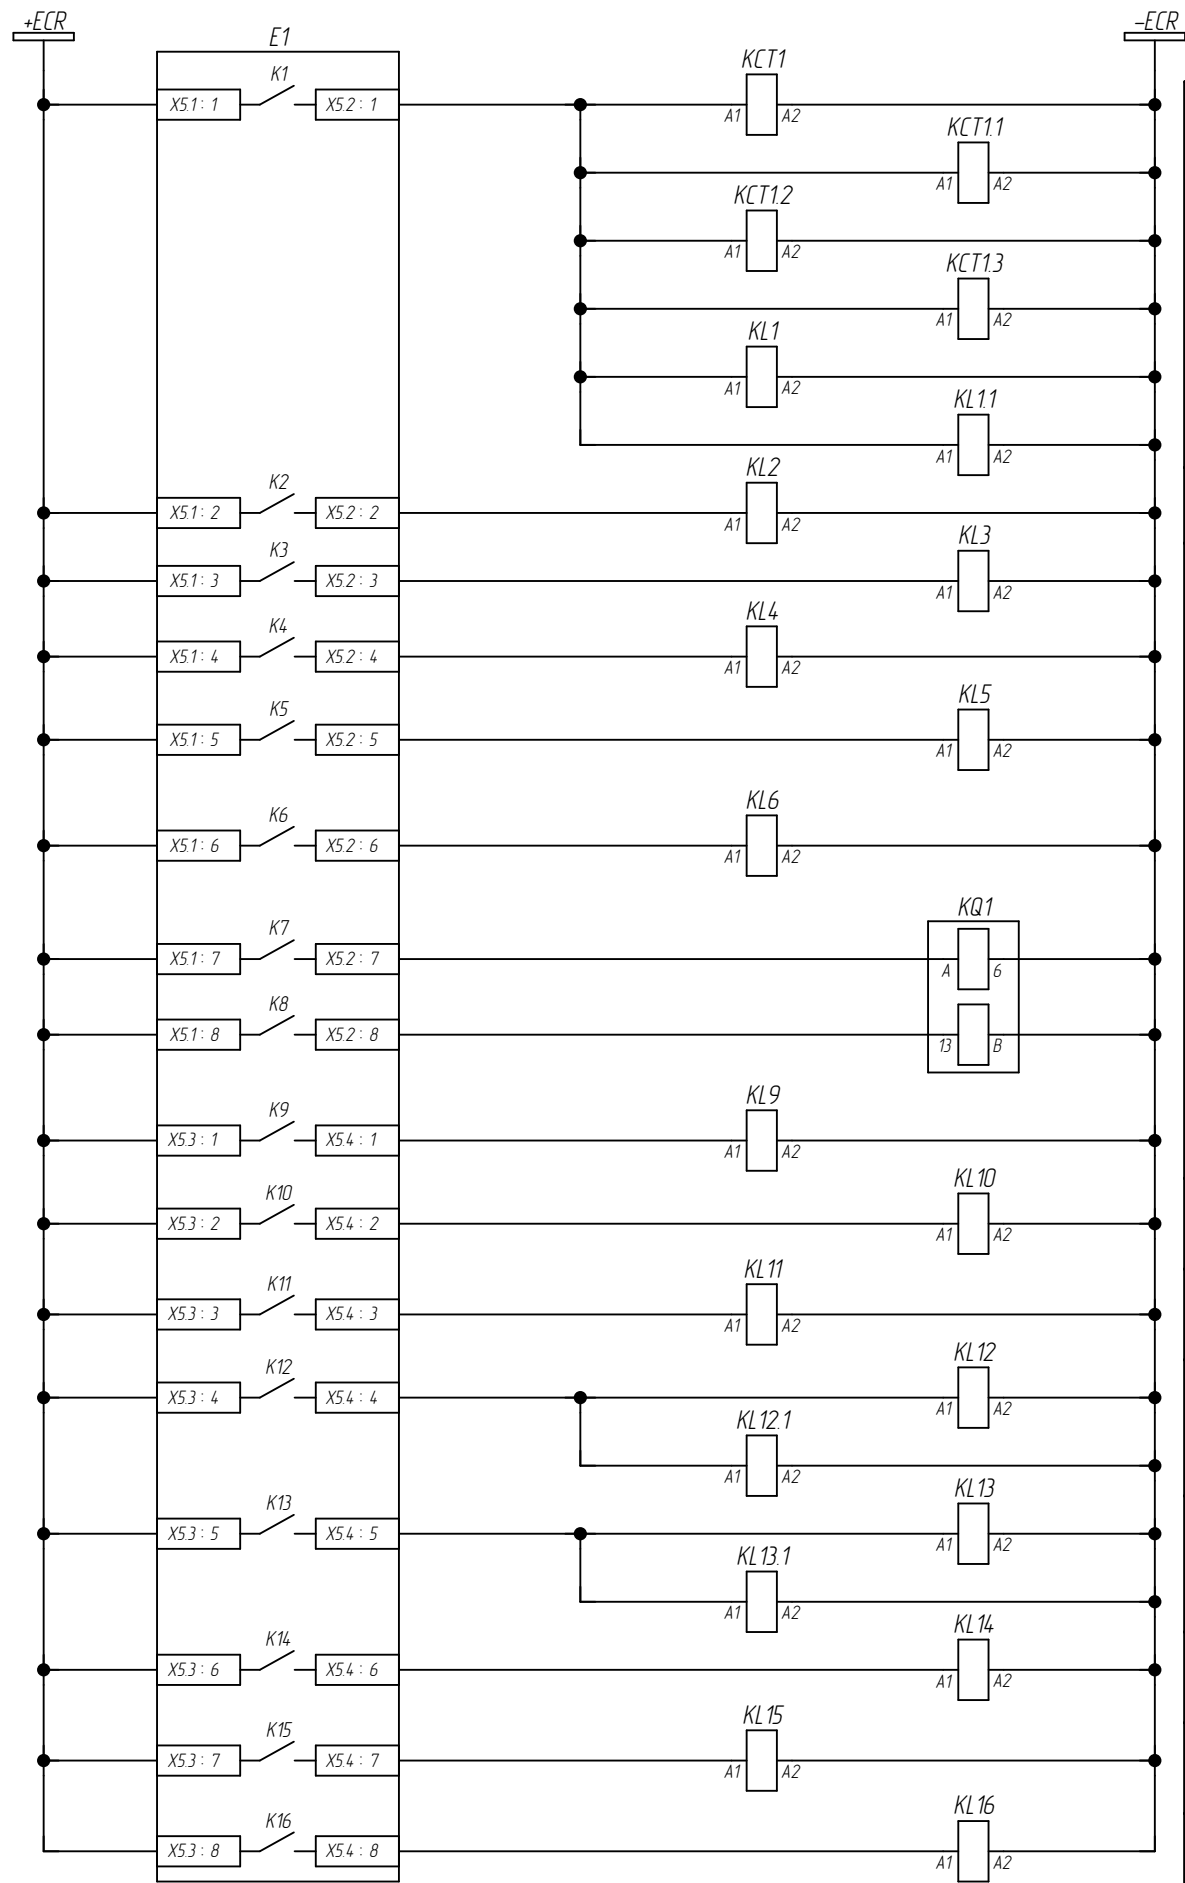 +ECR
-ECR
E1
K1
KCT1
X5.1: 1
X5.2: 1
A1
A2
KCT1.1
A1
A2
KCT1.2
A1
A2
KCT1.3
A1
A2
KL1
A1
A2
KL1.1
A1
A2
K2
KL2
X5.1: 2
X5.2: 2
A1
A2
K3
KL3
X5.1: 3
X5.2: 3
A1
A2
K4
KL4
X5.1: 4
X5.2: 4
A1
A2
K5
KL5
X5.1: 5
X5.2: 5
A1
A2
K6
KL6
X5.1: 6
X5.2: 6
A1
A2
K7
KQ1
X5.1: 7
X5.2: 7
A
6
K8
X5.1: 8
X5.2: 8
13
B
K9
KL9
X5.3: 1
X5.4: 1
A1
A2
K10
KL10
X5.3: 2
X5.4: 2
A1
A2
K11
KL11
X5.3: 3
X5.4: 3
A1
A2
K12
KL12
X5.3: 4
X5.4: 4
A1
A2
KL12.1
A1
A2
K13
KL13
X5.3: 5
X5.4: 5
A1
A2
KL13.1
A1
A2
K14
KL14
X5.3: 6
X5.4: 6
A1
A2
K15
KL15
X5.3: 7
X5.4: 7
A1
A2
K16
KL16
X5.3: 8
X5.4: 8
A1
A2